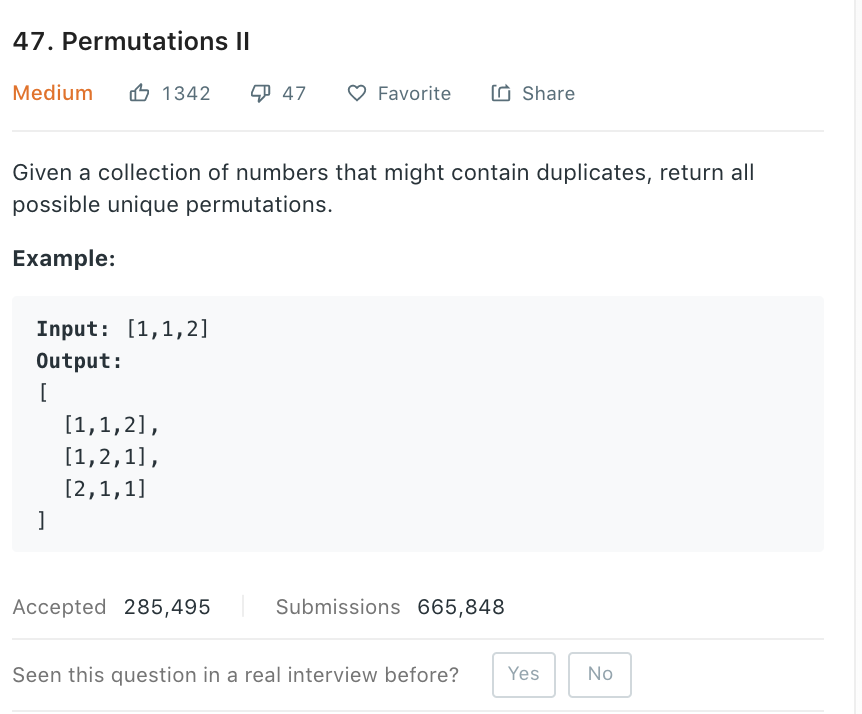 47. Permutations II
Medium 1342 47 Favorite Share
Given a collection of numbers that might contain duplicates, return all
possible unique permutations.
Example:
Input: [1,1,2]
Output:
[
[1,1,2],
[1,2,1],
[2,1,1]
]
Accepted 285,495 Submissions 665,848
Seen this question in a real interview before? Yes No